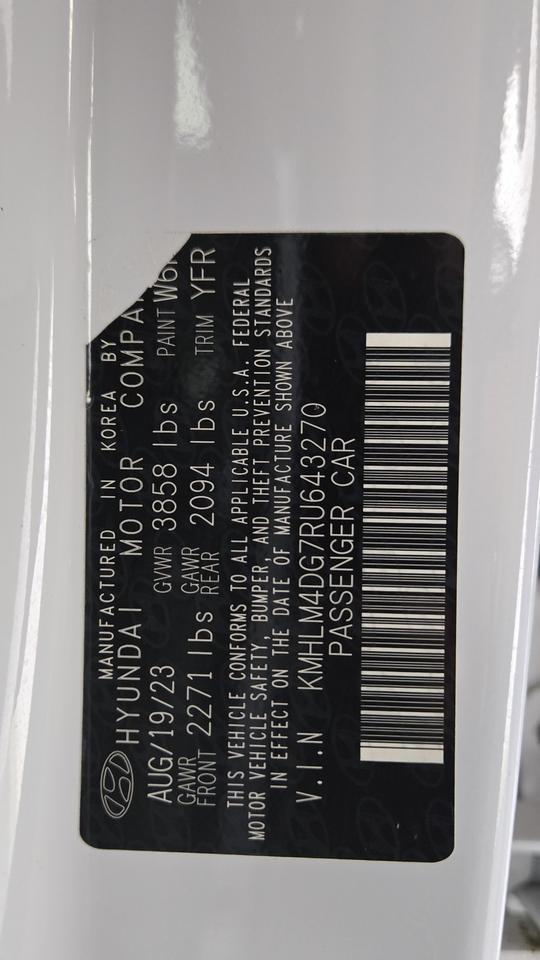 MANUFACTURED IN KOREA BY
HYUNDAI MOTOR
AUG/19/23 GVWR 3858 lbs PAINT
GAWR FRONT 2271 lbs GAWR REAR 2094 lbs TRIM YFR
THIS VEHICLE CONFORMS TO ALL APPLICABLE U.S.A. FEDERAL
MOTOR VEHICLE SAFETY, BUMPER, AND THEFT PREVENTION STANDARDS
IN EFFECT ON THE DATE OF MANUFACTURE SHOWN ABOVE
V.I.N KMHLM4DG7RU643270
PASSENGER CAR